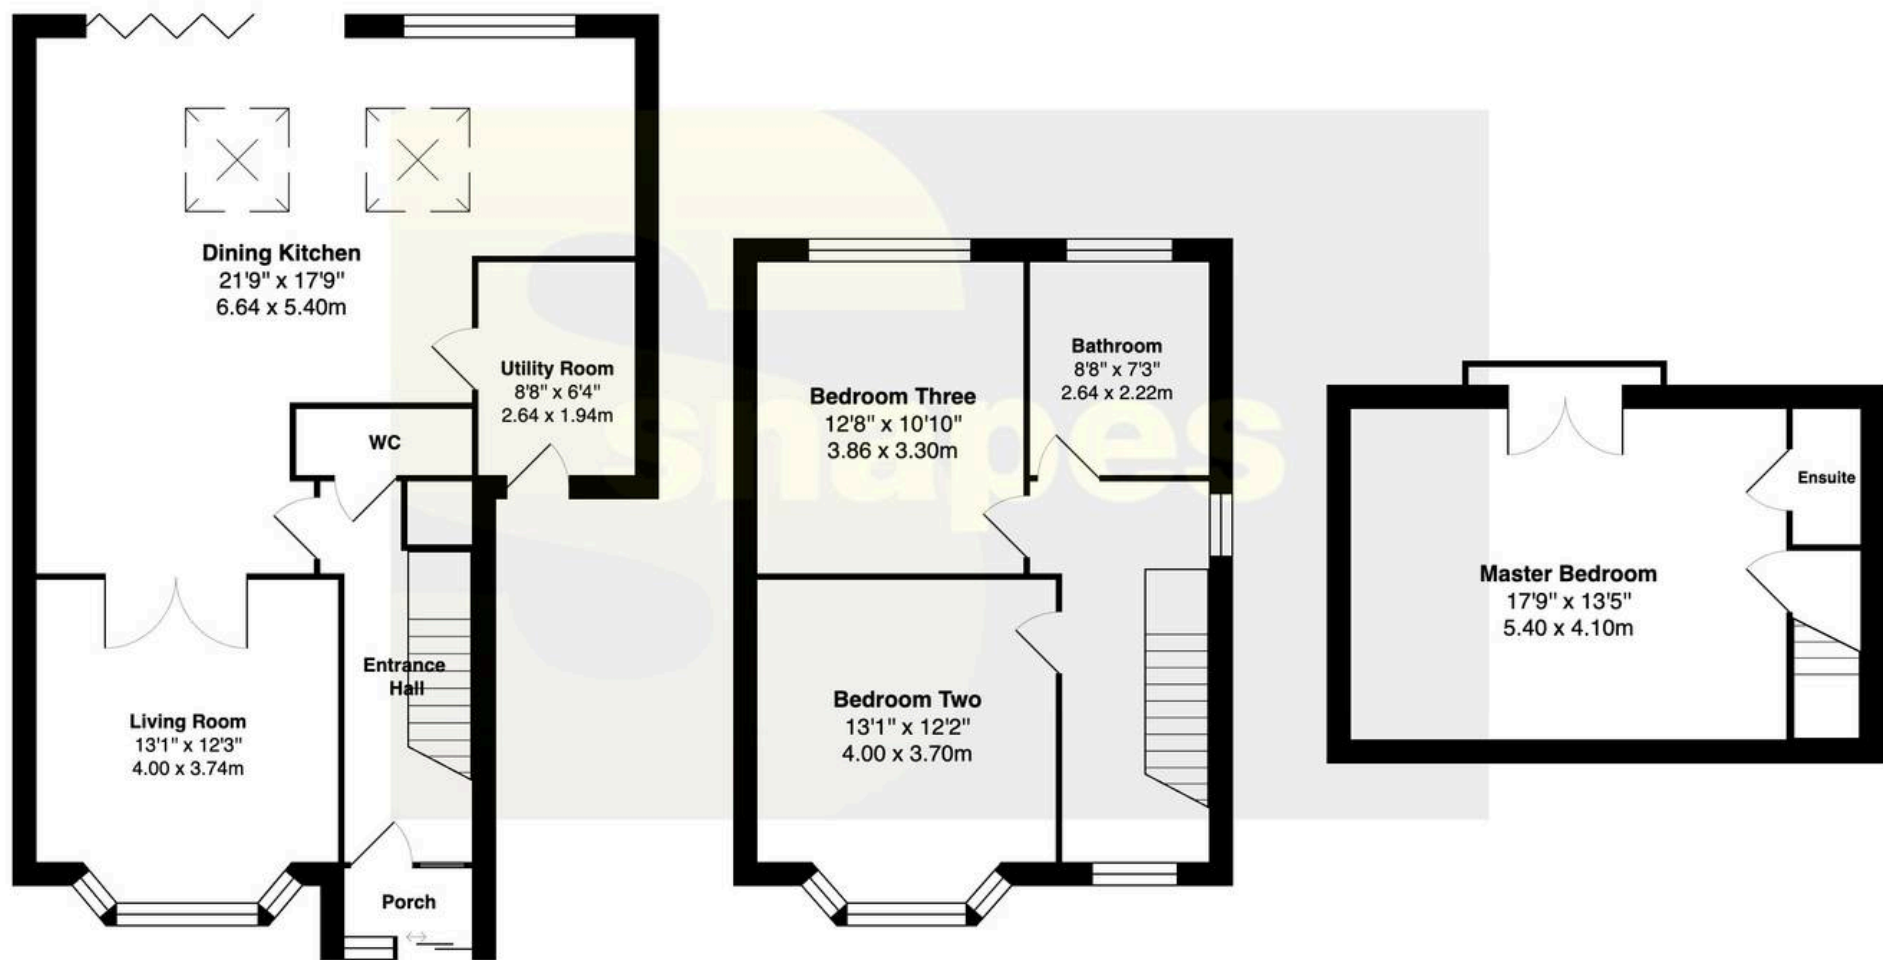 Dining Kitchen
21'9" x 17'9"
6.64 x 5.40m
Utility Room
8'8" x 6'4"
2.64 x 1.94m
WC
Entrance
Hall
Living Room
13'1" x 12'3"
4.00 x 3.74m
Porch
Bedroom Three
12'8" x 10'10"
3.86 x 3.30m
Bathroom
8'8" x 7'3"
2.64 x 2.22m
Bedroom Two
13'1" x 12'2"
4.00 x 3.70m
Ensuite
Master Bedroom
17'9" x 13'5"
5.40 x 4.10m
snapes